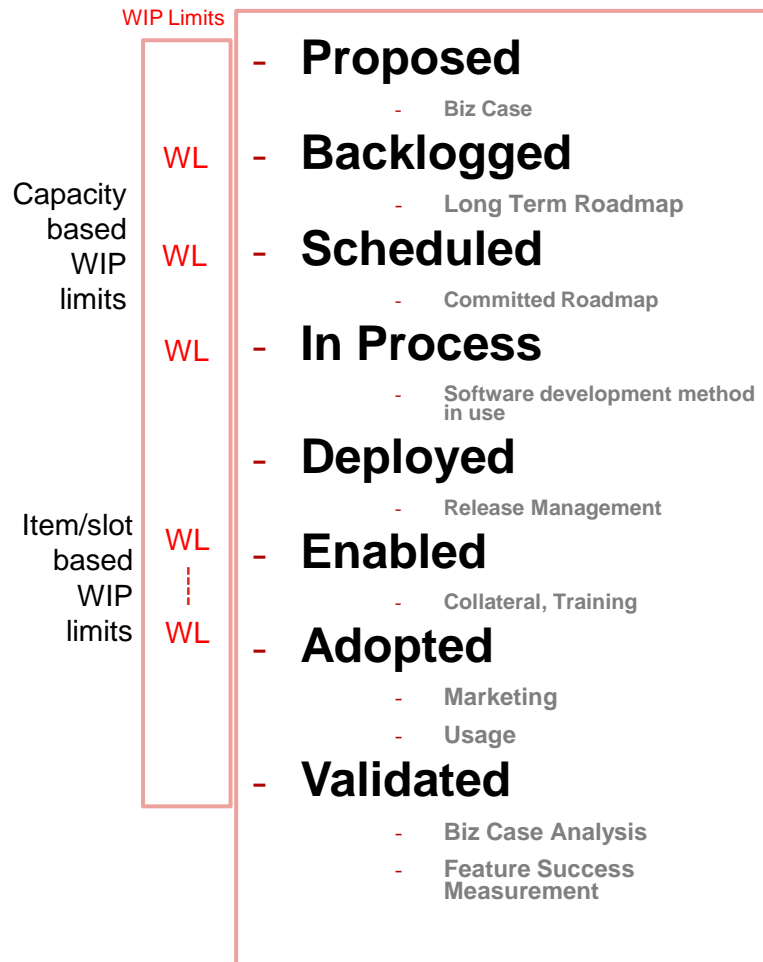 WIP Limits
- Proposed
- Biz Case
WL - Backlogged
- Long Term Roadmap
Capacity
based
WIP
limits
WL - Scheduled
- Committed Roadmap
WL - In Process
- Software development method
in use
- Deployed
- Release Management
Item/slot
based
WIP
limits
WL - Enabled
- Collateral, Training
WL - Adopted
- Marketing
- Usage
- Validated
- Biz Case Analysis
- Feature Success
Measurement